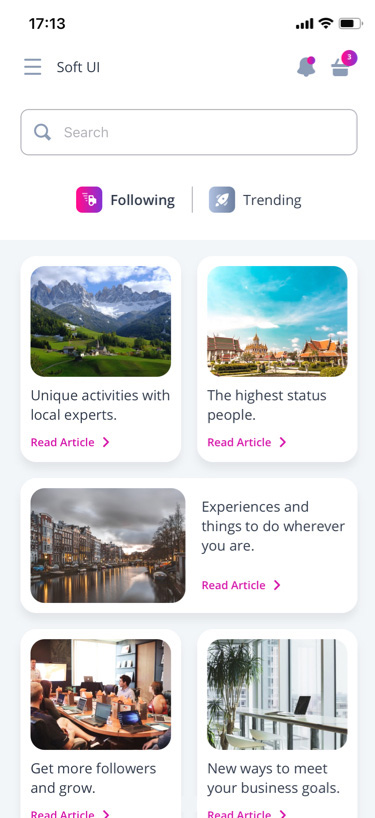 17:13
Soft UI
3
Search
Following
Trending
Unique activities with
local experts.
Read Article
The highest status
people.
Read Article
Experiences and
things to do wherever
you are.
Read Article
Get more followers
and grow.
Read Article
New ways to meet
your business goals.
Read Article